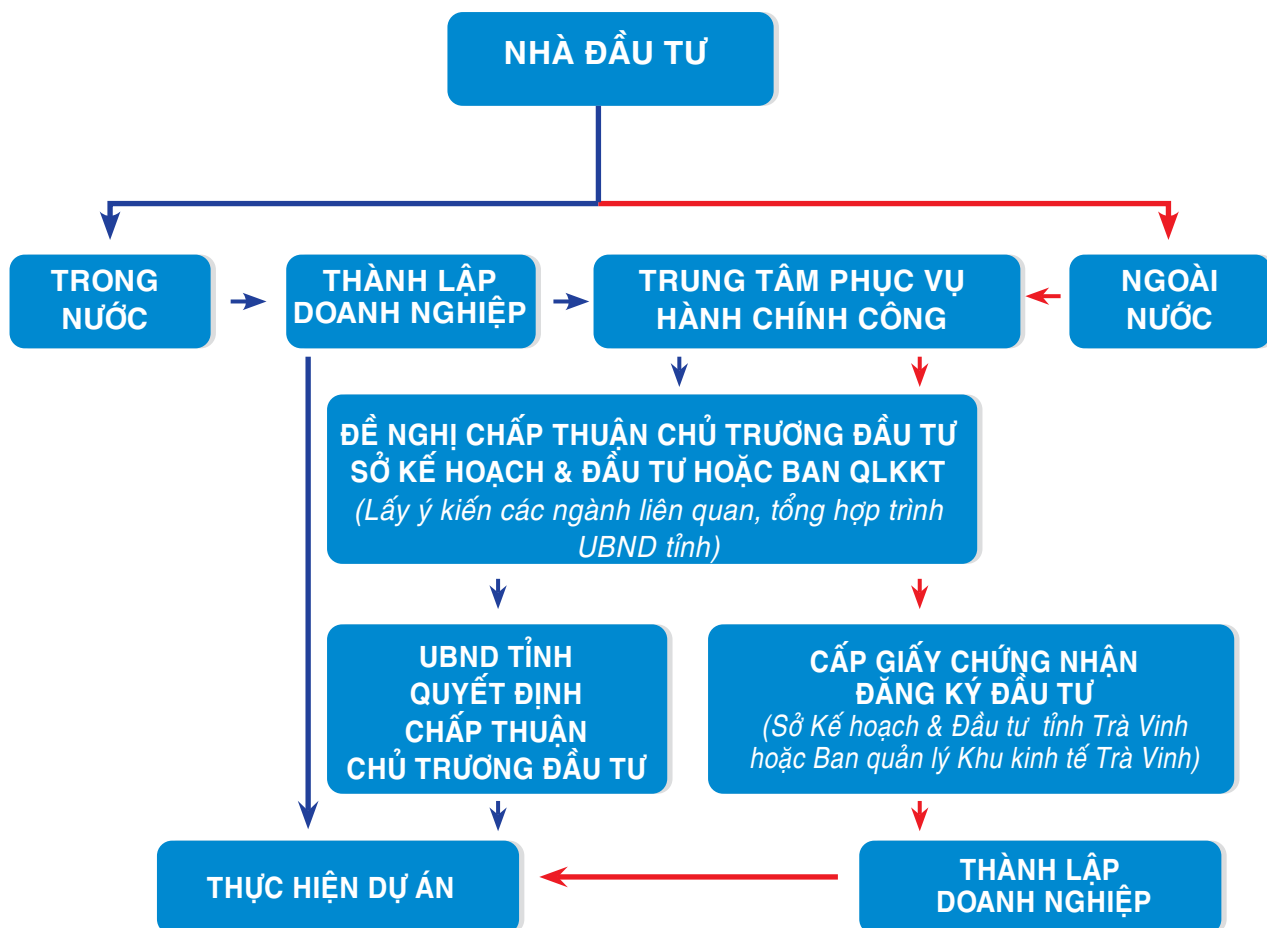 NHÀ ĐẦU TƯ
TRONG
NƯỚC
THÀNH LẬP
DOANH NGHIỆP
TRUNG TÂM PHỤC VỤ
HÀNH CHÍNH CÔNG
NGOÀI
NƯỚC
ĐỀ NGHỊ CHẤP THUẬN CHỦ TRƯƠNG ĐẦU TƯ
SỞ KẾ HOẠCH & ĐẦU TƯ HOẶC BAN QLKKT
(Lấy ý kiến các ngành liên quan, tổng hợp trình
UBND tỉnh)
UBND TỈNH
QUYẾT ĐỊNH
CHẤP THUẬN
CHỦ TRƯƠNG ĐẦU TƯ
CẤP GIẤY CHỨNG NHẬN
ĐĂNG KÝ ĐẦU TƯ
(Sở Kế hoạch & Đầu tư tỉnh Trà Vinh
hoặc Ban quản lý Khu kinh tế Trà Vinh)
THỰC HIỆN DỰ ÁN
THÀNH LẬP
DOANH NGHIỆP